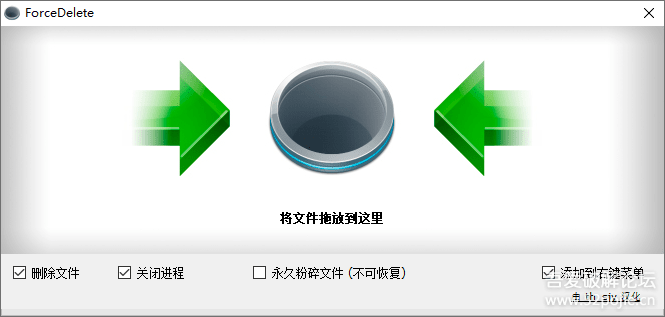 ForceDelete
将文件拖放到这里
删除文件
关闭进程
永久粉碎文件 (不可恢复)
添加到右键菜单
吾爱破解论坛
www.52pojie.cn
汉化